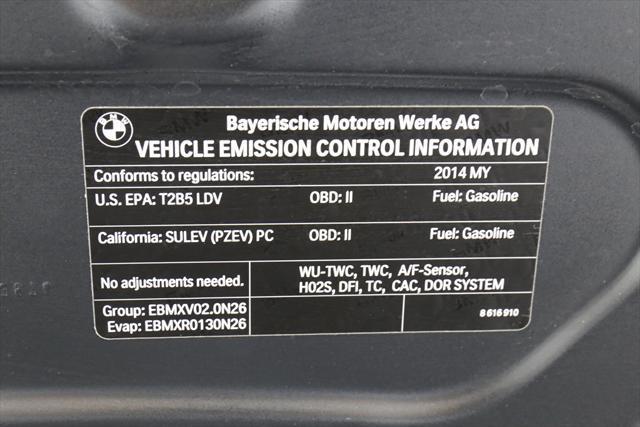 BMW
Bayerische Motoren Werke AG
VEHICLE EMISSION CONTROL INFORMATION
Conforms to regulations: 2014 MY
U.S. EPA: T2B5 LDV OBD: II Fuel: Gasoline
California: SULEV (PZEV) PC OBD: II Fuel: Gasoline
No adjustments needed.
WU-TWC, TWC, A/F-Sensor,
HO2S, DFI, TC, CAC, DOR SYSTEM
Group: EBMXV02.0N26
Evap: EBMXR0130N26
8 616 910